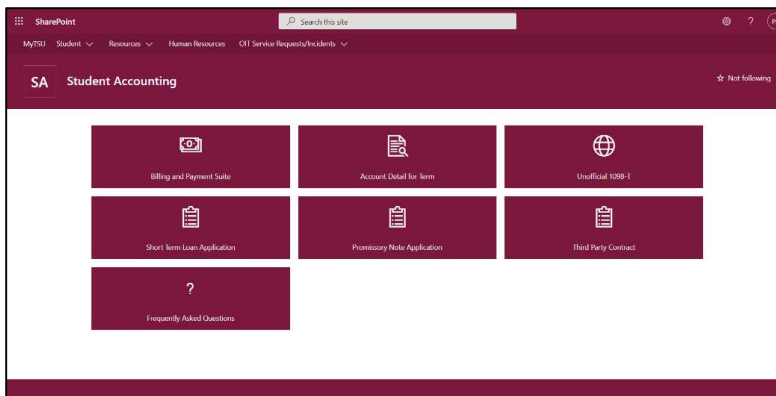 SharePoint
Search this site
?
MyTSU Student Resources Human Resources OIT Service Requests/Incidents
SA Student Accounting
Not following
Billing and Payment Suite Account Detail for Term Unofficial 1098-T
Short Term Loan Application Promissory Note Application Third Party Contract
?
Frequently Asked Questions